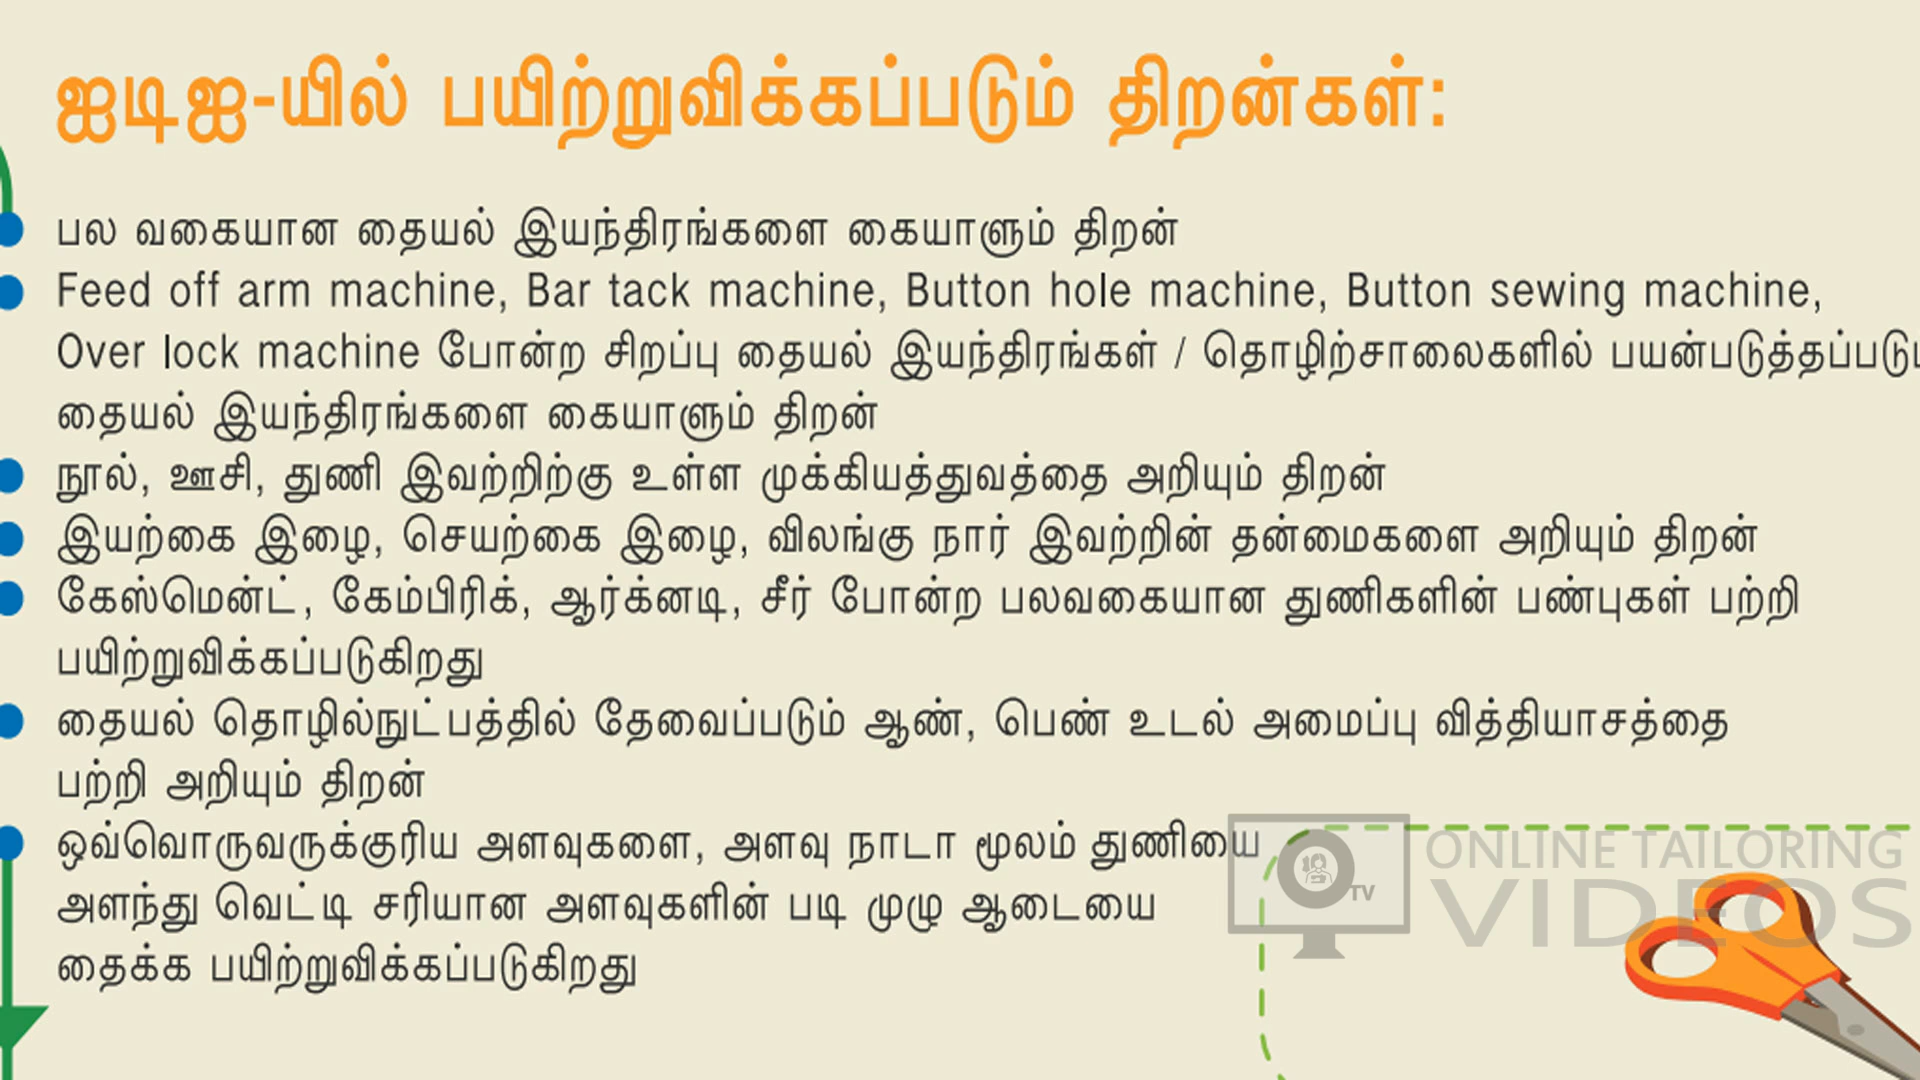 ஐடிஐ-யில் பயிற்றுவிக்கப்படும் திறன்கள்:
பல வகையான தையல் இயந்திரங்களை கையாளும் திறன்
Feed off arm machine, Bar tack machine, Button hole machine, Button sewing machine,
Over lock machine போன்ற சிறப்பு தையல் இயந்திரங்கள் / தொழிற்சாலைகளில்
தையல் இயந்திரங்களை கையாளும் திறன்
நூல், ஊசி, துணி இவற்றிற்கு உள்ள முக்கியத்துவத்தை அறியும் திறன்
இயற்கை இழை, செயற்கை இழை, விலங்கு நார் இவற்றின் தன்மைகளை அறியும் திறன்
கேஸ்மென்ட், கேம்பிரிக், ஆர்க்னடி, சீர் போன்ற பலவகையான துணிகளின் பண்புகள் பற்றி
பயிற்றுவிக்கப்படுகிறது
தையல் தொழில்நுட்பத்தில் தேவைப்படும் ஆண், பெண் உடல் அமைப்பு வித்தியாசத்தை
பற்றி அறியும் திறன்
ஒவ்வொருவருக்குரிய அளவுகளை, அளவு நாடா மூலம் துணியை
அளந்து வெட்டி சரியான அளவுகளின் படி முழு ஆடையை
தைக்க பயிற்றுவிக்கப்படுகிறது
TV
ONLINE TAILORING
VIDEOS